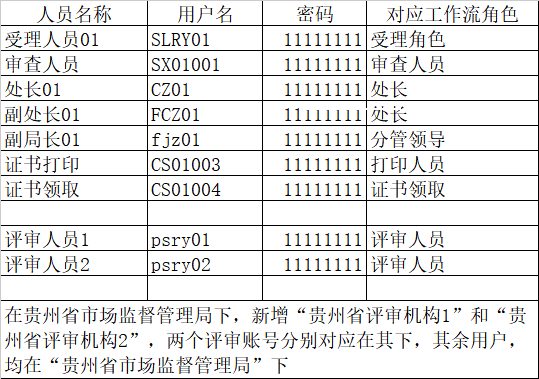 人员名称 用户名 密码 对应工作流角色
受理人员01 SLRY01 11111111 受理角色
审查人员 SX01001 11111111 审查人员
处长01 CZ01 11111111 处长
副处长01 FCZ01 11111111 处长
副局长01 fjz01 11111111 分管领导
证书打印 CS01003 11111111 打印人员
证书领取 CS01004 11111111 证书领取
评审人员1 psry01 11111111 评审人员
评审人员2 psry02 11111111 评审人员
在贵州省市场监督管理局下，新增“贵州省评审机构1”和“贵
州省评审机构2”，两个评审账号分别对应在其下，其余用户，
均在“贵州省市场监督管理局”下